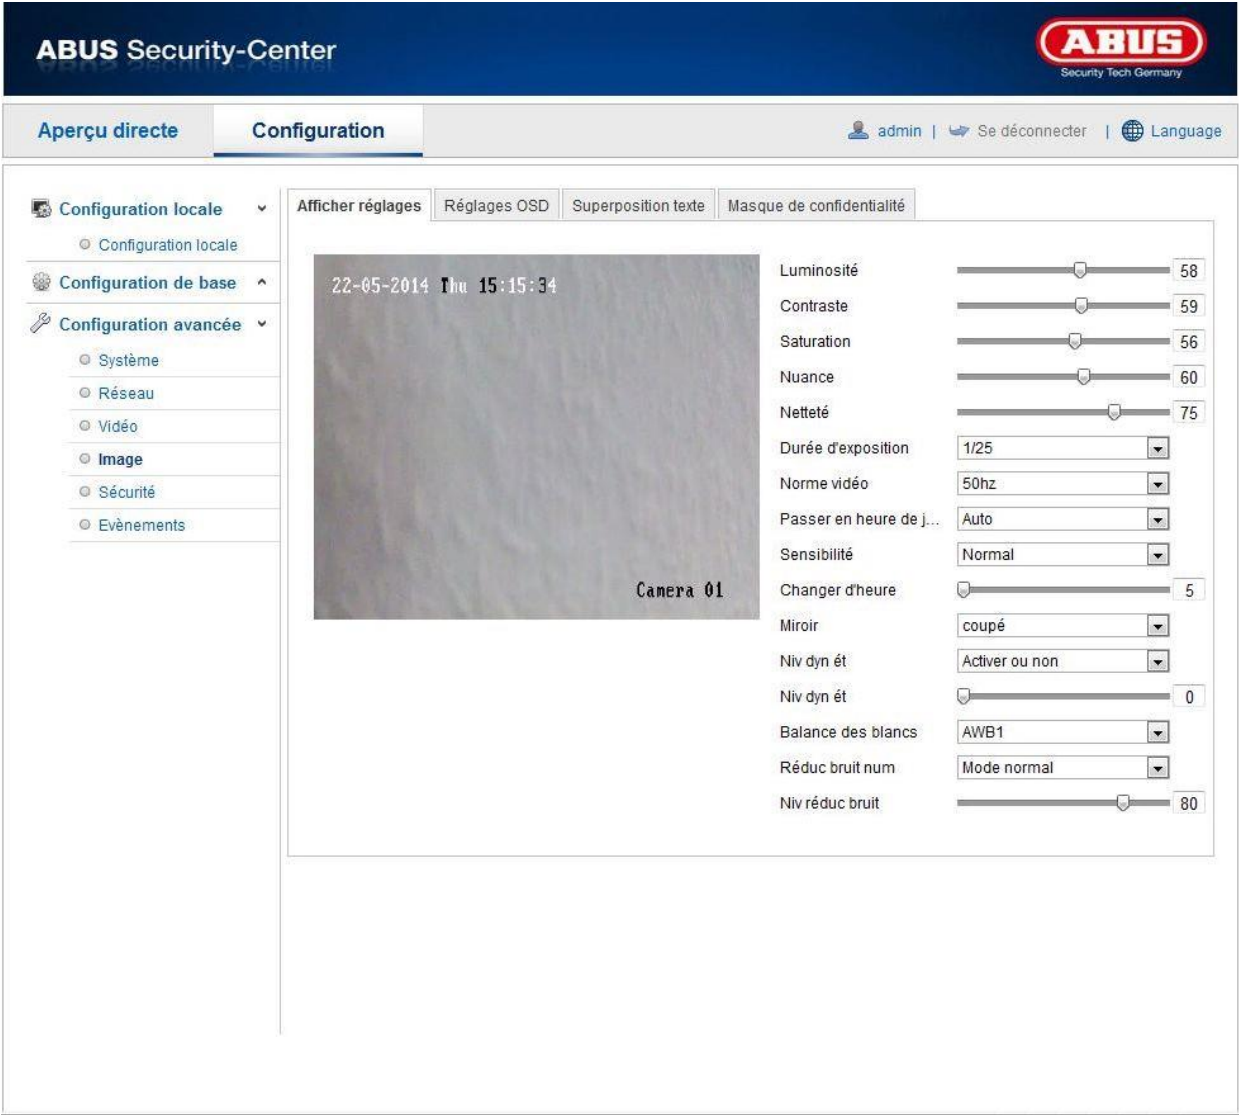 ABUS Security-Center
ABUS
Security Tech Germany
Aperçu directe
Configuration
admin | Se déconnecter | Language
Configuration locale
Configuration locale
Configuration de base
Configuration avancée
Système
Réseau
Vidéo
Image
Sécurité
Evènements
Afficher réglages
Réglages OSD
Superposition texte
Masque de confidentialité
22-05-2014 Thu 15:15:34
Camera 01
Luminosité 58
Contraste 59
Saturation 56
Nuance 60
Netteté 75
Durée d'exposition 1/25
Norme vidéo 50hz
Passer en heure de j... Auto
Sensibilité Normal
Changer d'heure 5
Miroir coupé
Niv dyn ét Activer ou non
Niv dyn ét 0
Balance des blancs AWB1
Réduc bruit num Mode normal
Niv réduc bruit 80